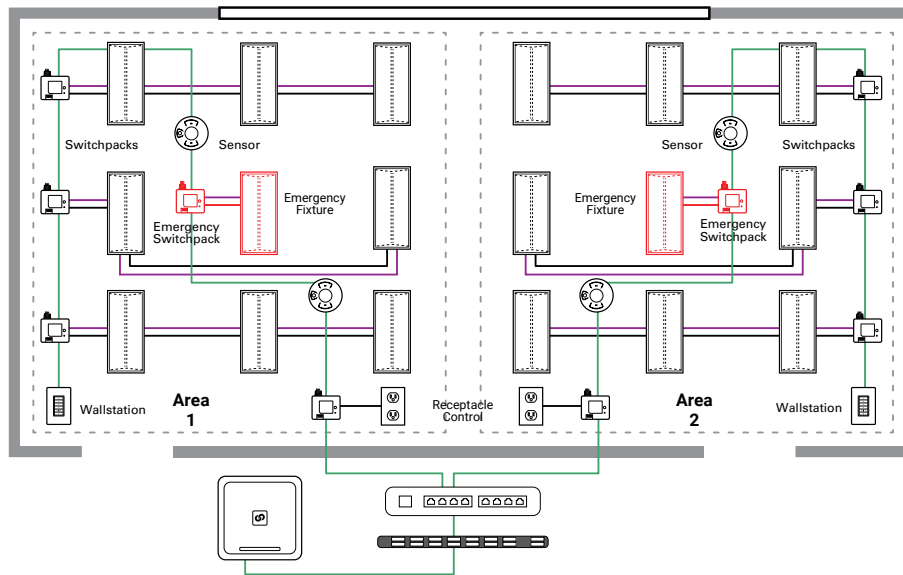 Switchpacks
Sensor
Sensor
Switchpacks
Emergency
Fixture
Emergency
Fixture
Emergency
Switchpack
Emergency
Switchpack
Wallstation
Area
1
Receptacle
Control
Area
2
Wallstation